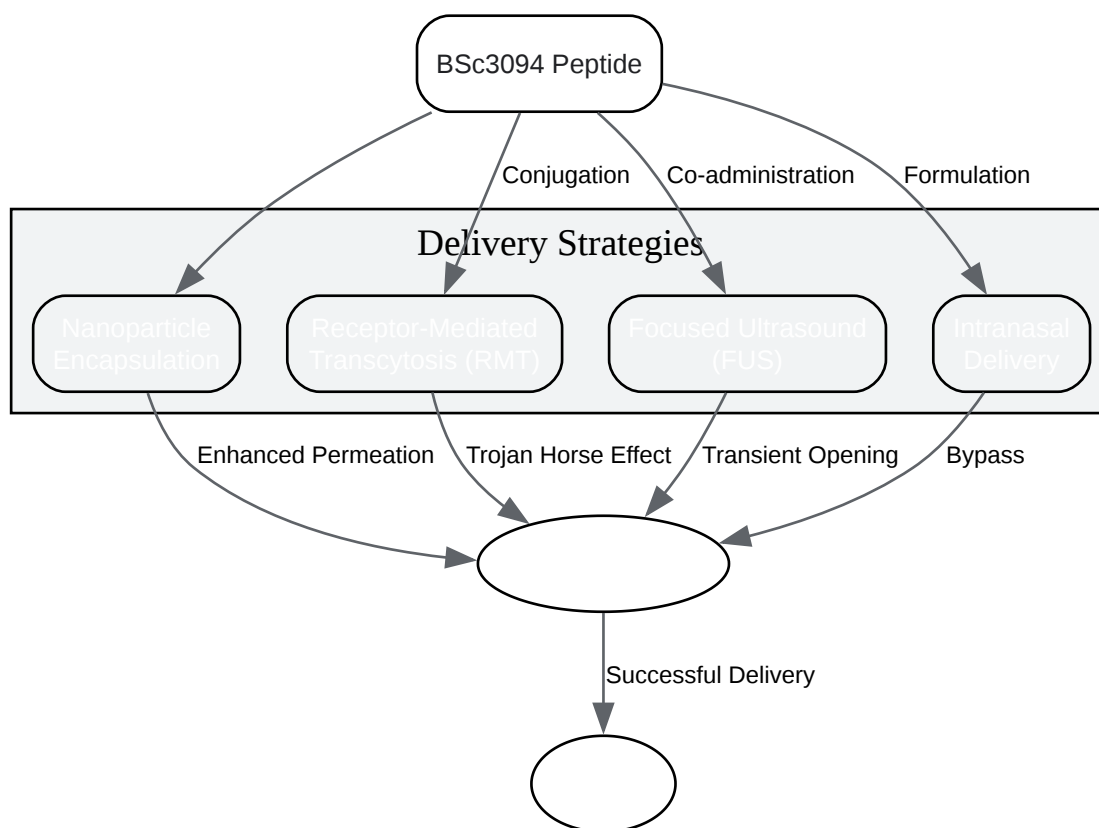 BSc3094 Peptide
Conjugation
Co-administration
Formulation
Delivery Strategies
Nanoparticle
Encapsulation
Receptor-Mediated
Transcytosis (RMT)
Focused Ultrasound
(FUS)
Intranasal
Delivery
Enhanced Permeation
Trojan Horse Effect
Transient Opening
Bypass
Successful Delivery